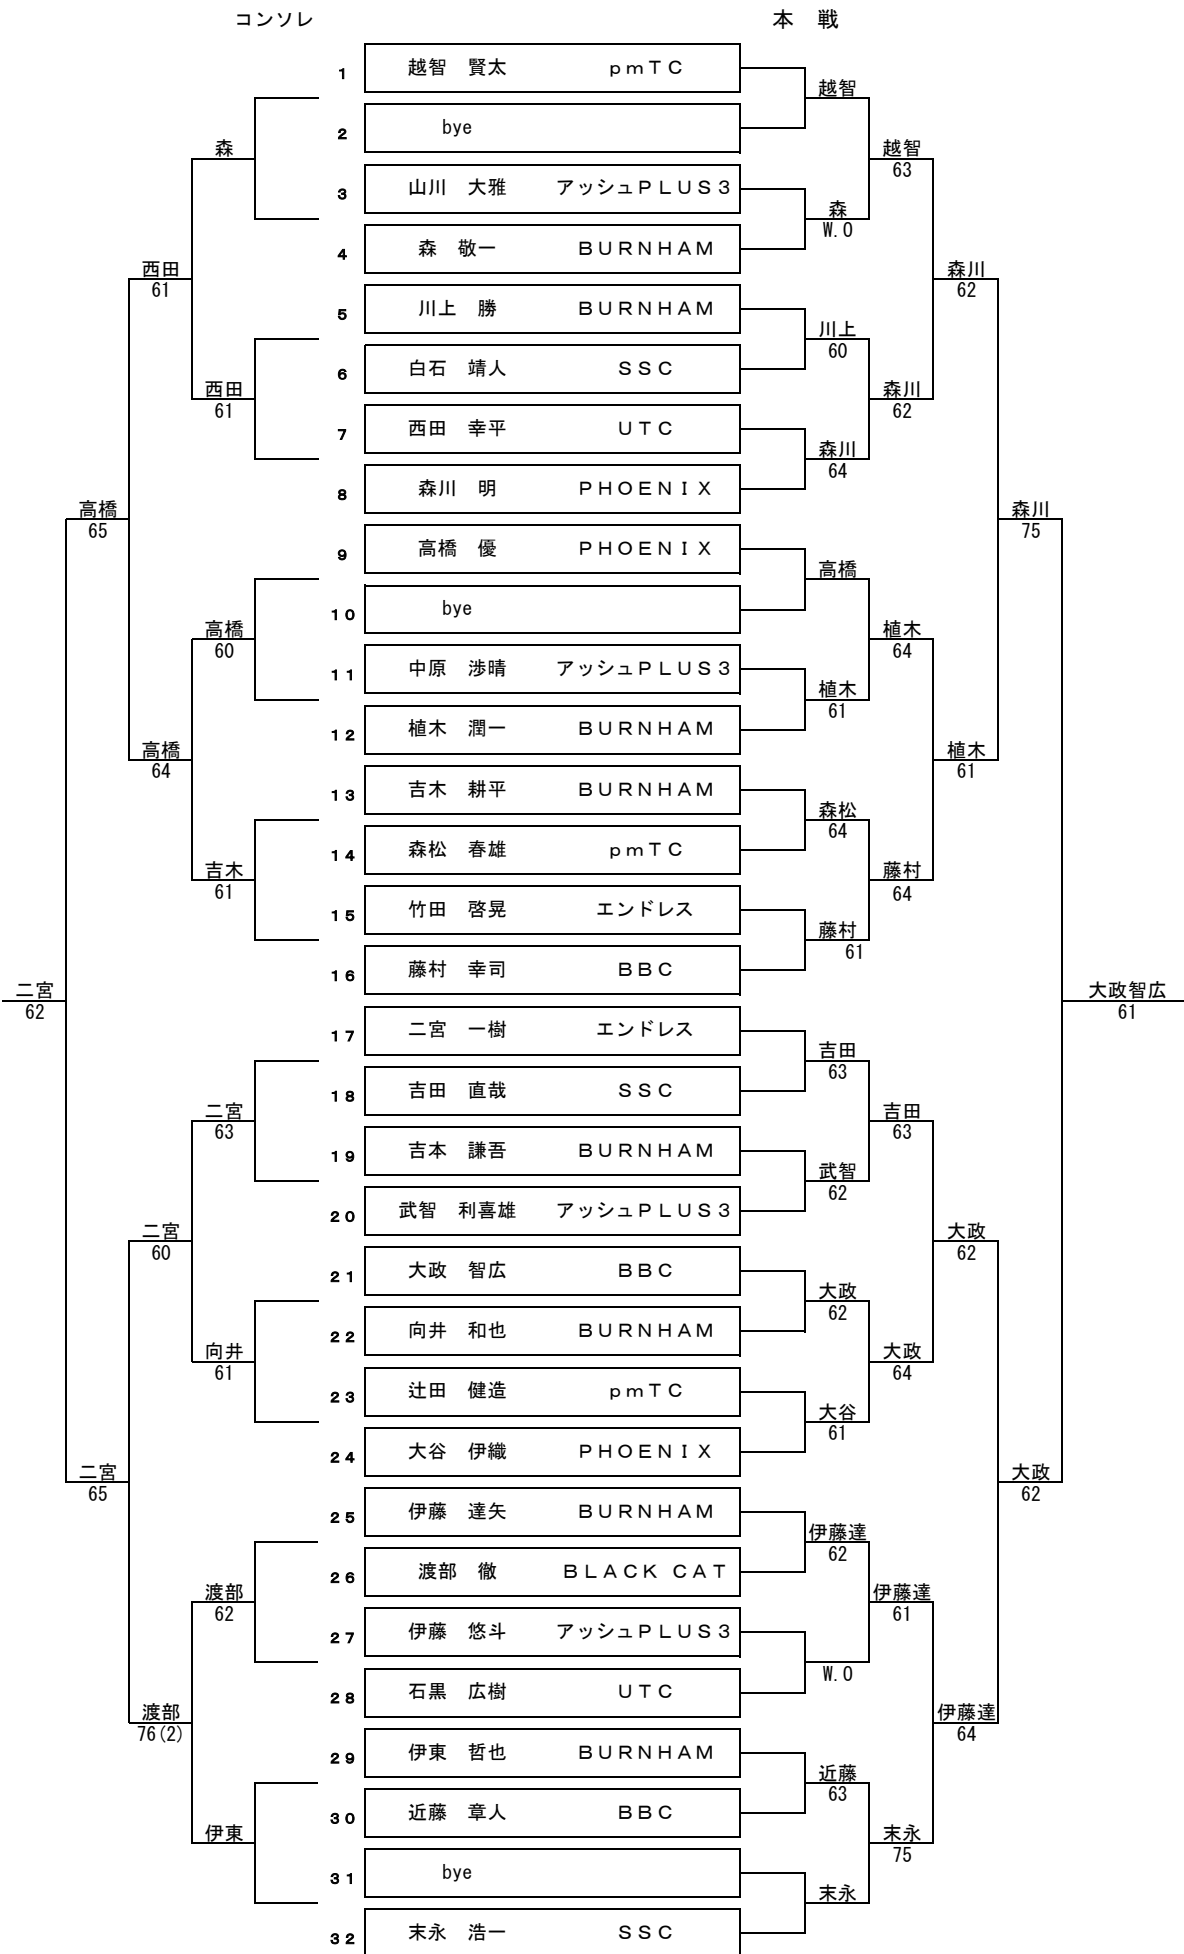 コンソレ 本 戦
1 越智 賢太 pmTC
越智
2 bye
森
越智
63
3 山川 大雅 アッシュPLUS3
森
W.O
4 森 敬一 BURNHAM
西田
61
森川
62
5 川上 勝 BURNHAM
川上
60
6 白石 靖人 SSC
西田
61
森川
62
7 西田 幸平 UTC
森川
64
8 森川 明 PHOENIX
高橋
65
森川
75
9 高橋 優 PHOENIX
高橋
10 bye
高橋
60
植木
64
11 中原 渉晴 アッシュPLUS3
植木
61
12 植木 潤一 BURNHAM
高橋
64
植木
61
13 吉木 耕平 BURNHAM
森松
64
14 森松 春雄 pmTC
吉木
61
藤村
64
15 竹田 啓晃 エンドレス
藤村
61
16 藤村 幸司 BBC
二宮
62
大政智広
61
17 二宮 一樹 エンドレス
吉田
63
18 吉田 直哉 SSC
二宮
63
吉田
63
19 吉本 謙吾 BURNHAM
武智
62
20 武智 利喜雄 アッシュPLUS3
二宮
60
大政
62
21 大政 智広 BBC
大政
62
22 向井 和也 BURNHAM
向井
61
大政
64
23 辻田 健造 pmTC
大谷
61
24 大谷 伊織 PHOENIX
二宮
65
大政
62
25 伊藤 達矢 BURNHAM
伊藤達
62
26 渡部 徹 BLACK CAT
渡部
62
伊藤達
61
27 伊藤 悠斗 アッシュPLUS3
W.O
28 石黒 広樹 UTC
渡部
76(2)
伊藤達
64
29 伊東 哲也 BURNHAM
近藤
63
30 近藤 章人 BBC
伊東
末永
75
31 bye
末永
32 末永 浩一 SSC